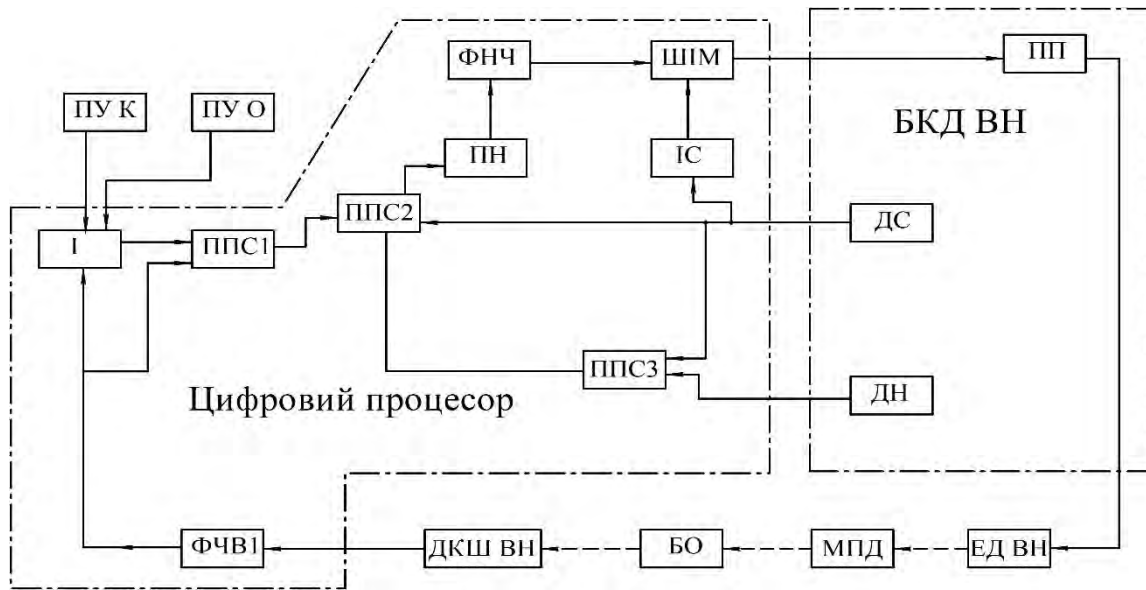 ФНЧ
ШІМ
ПП
ПУ К
ПУ О
БКД ВН
ПН
ІС
ППС2
І
ППС1
ДС
ППС3
Цифровий процесор
ДН
ФЧВ1
ДКШ ВН
БО
МПД
ЕД ВН